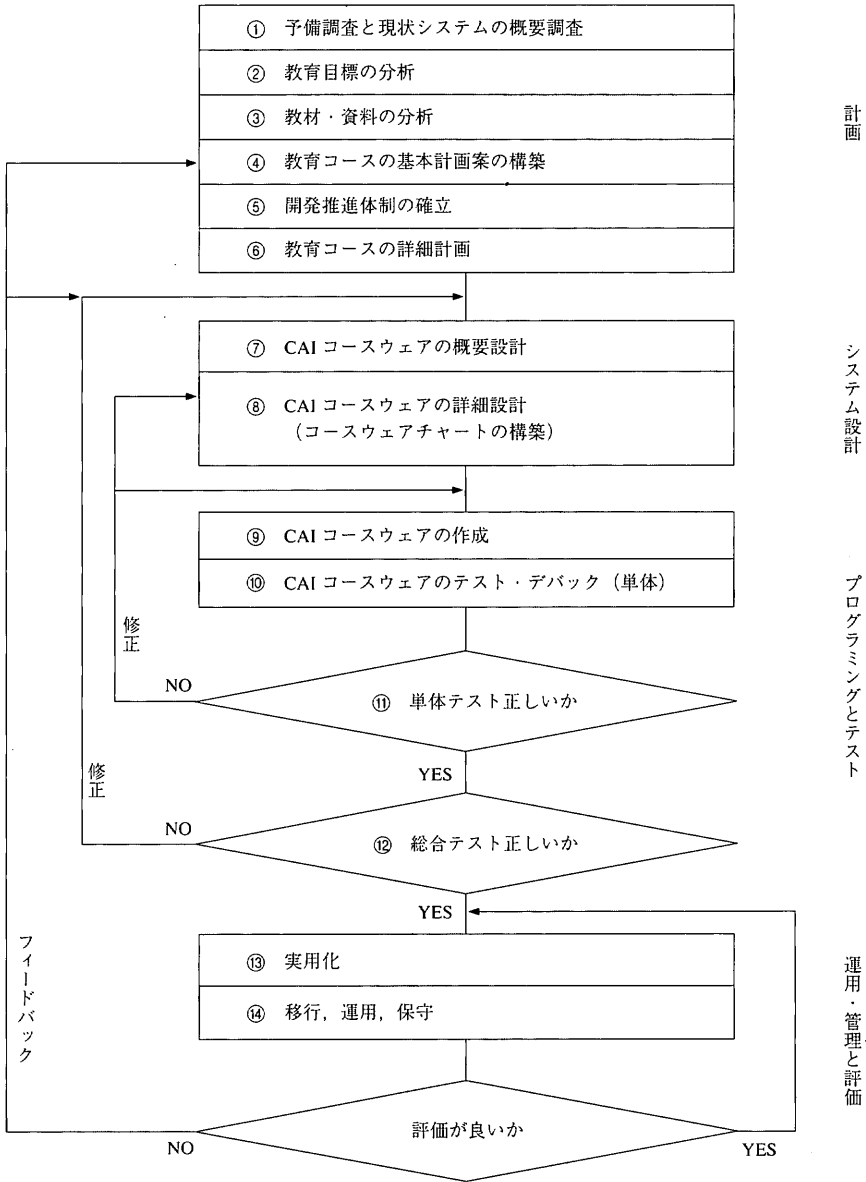 ① 予備調査と現状システムの概要調査
② 教育目標の分析
③ 教材・資料の分析
④ 教育コースの基本計画案の構築
⑤ 開発推進体制の確立
⑥ 教育コースの詳細計画
計画
⑦ CAI コースウェアの概要設計
⑧ CAI コースウェアの詳細設計
(コースウェアチャートの構築)
システム設計
⑨ CAI コースウェアの作成
⑩ CAI コースウェアのテスト・デバック (単体)
修正
NO
⑪ 単体テスト正しいか
YES
プログラミングとテスト
修正
NO
⑫ 総合テスト正しいか
YES
⑬ 実用化
⑭ 移行,運用,保守
フィードバック
評価が良いか
NO
YES
運用・管理と評価